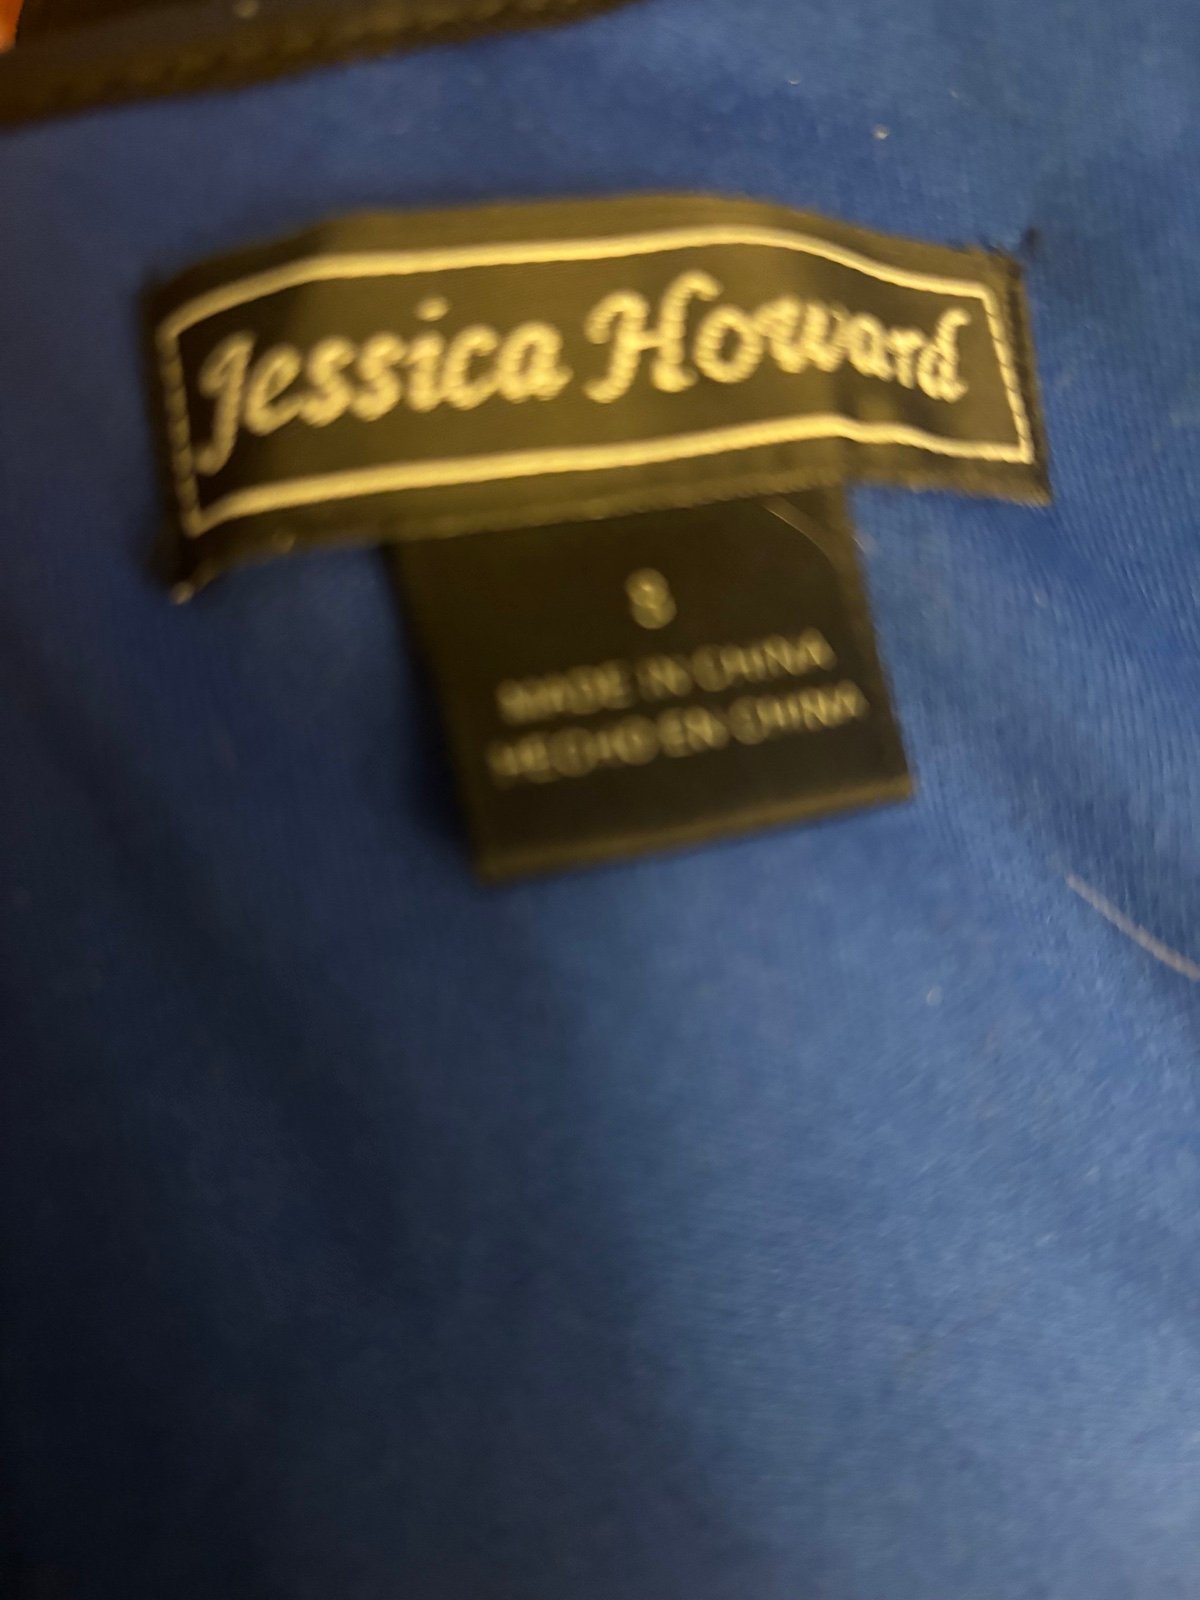 Jessica Howard
8
MADE IN CHINA
HECHO EN CHINA